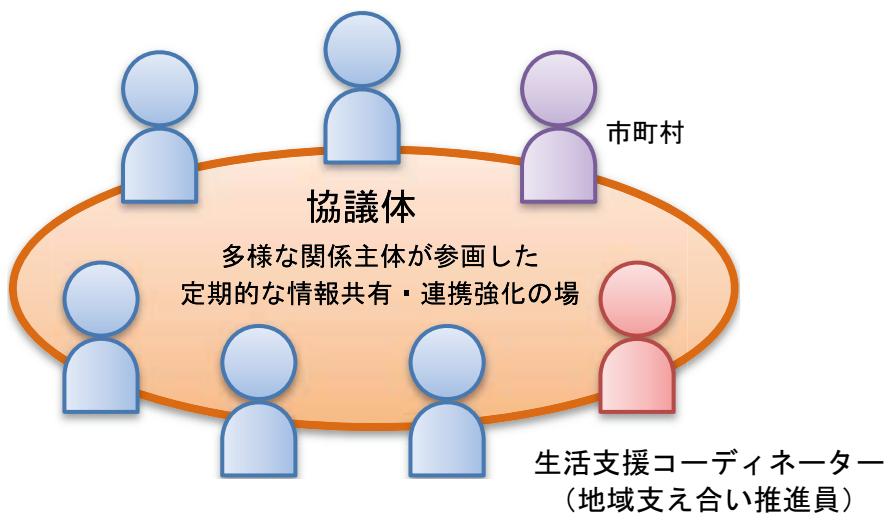 市町村
協議体
多様な関係主体が参画した
定期的な情報共有・連携強化の場
生活支援コーディネーター
（地域支え合い推進員）